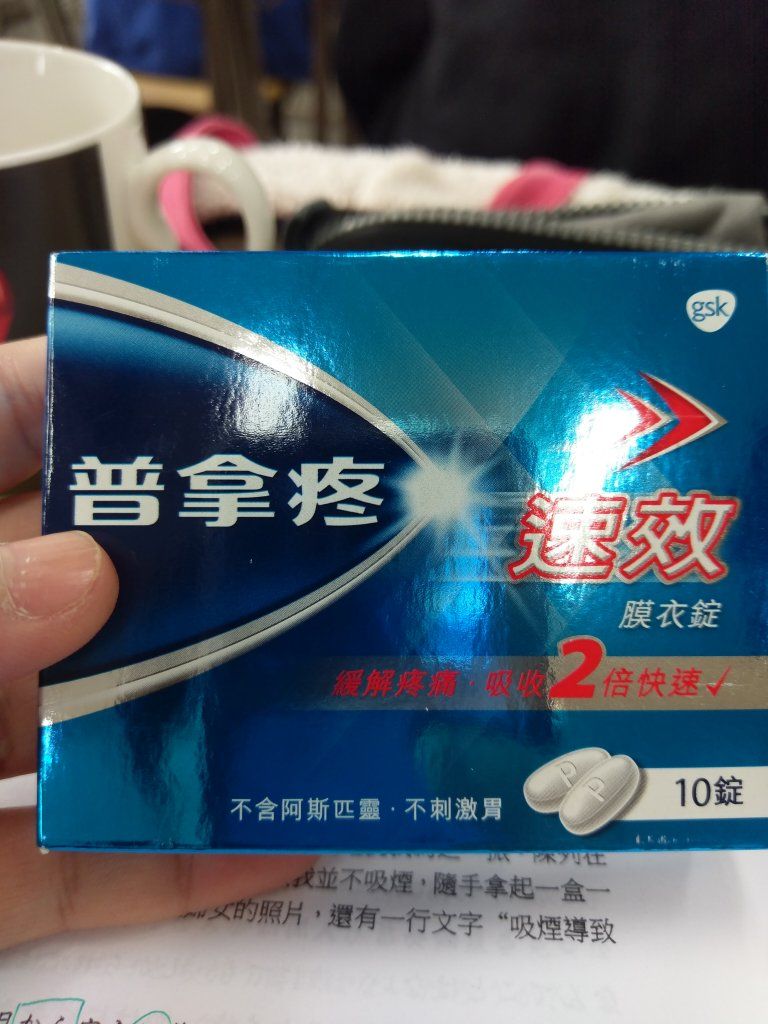 gsk
普拿疼
速效
膜衣錠
緩解疼痛·吸收2倍快速✓
P P
10錠
不含阿斯匹靈·不刺激胃
我並不吸煙，隨手拿起一盒一
的照片，還有一行文字“吸煙導致